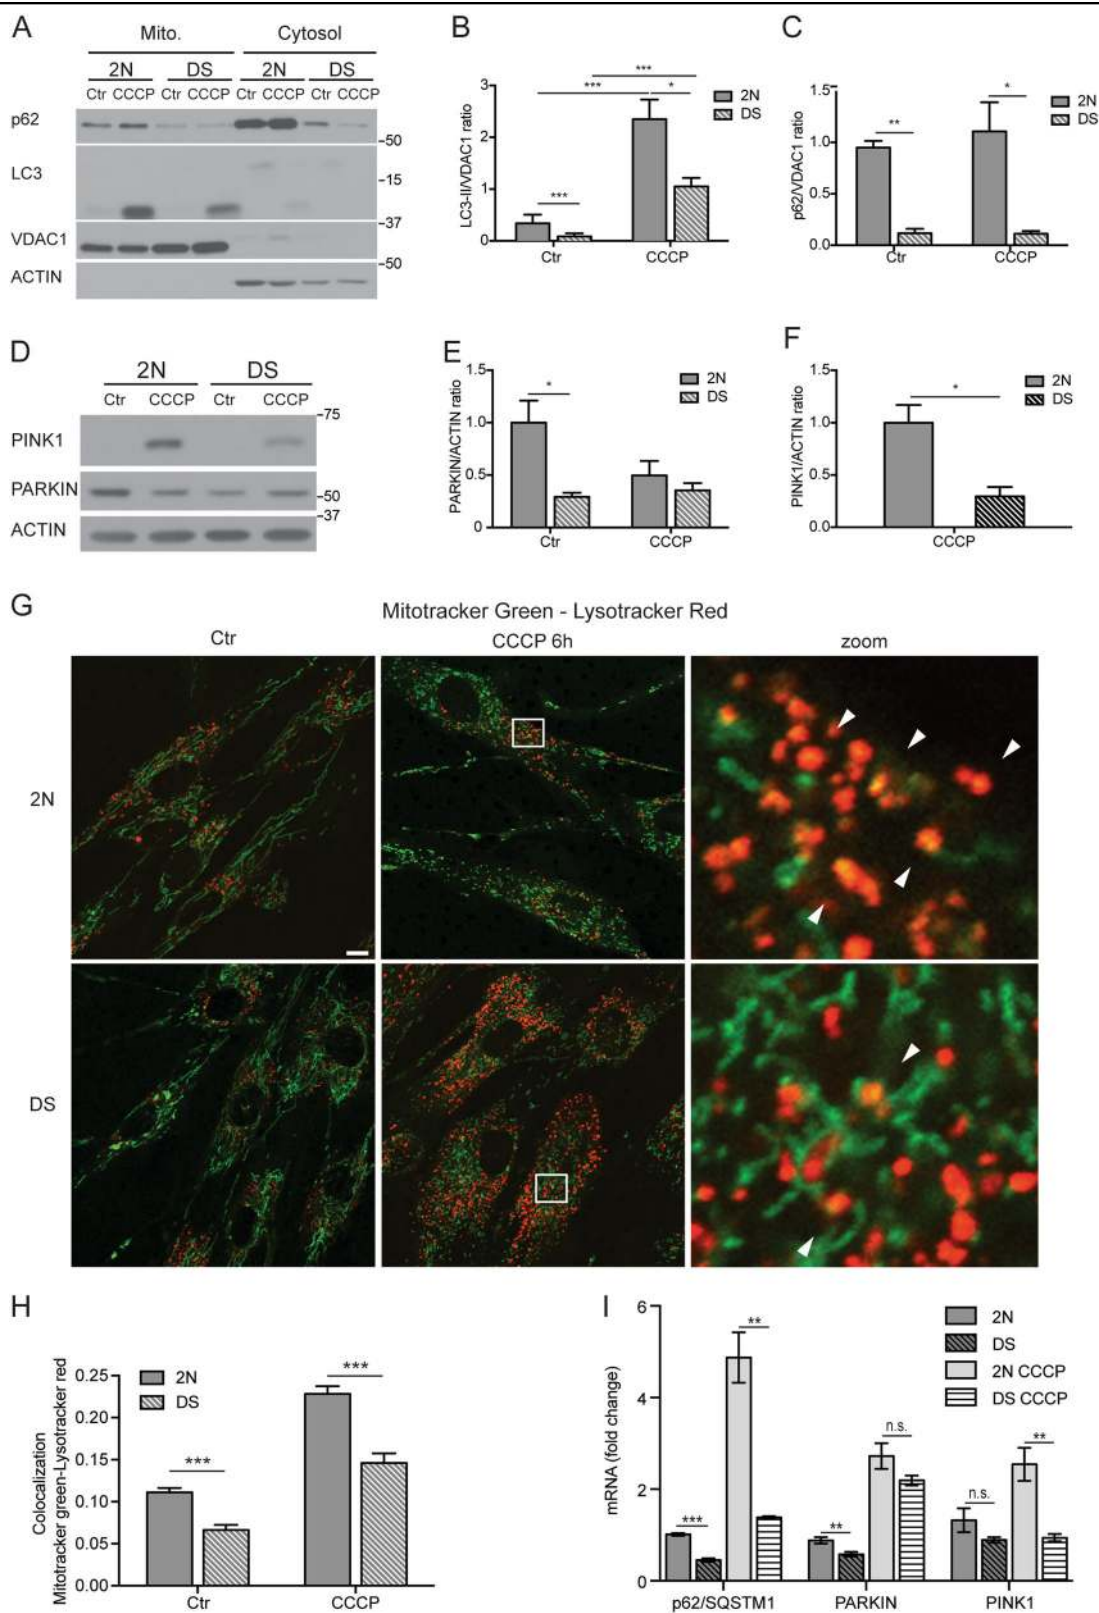 A
Mito. Cytosol
2N DS 2N DS
Ctr CCCP Ctr CCCP Ctr CCCP Ctr CCCP
p62
-50
LC3
-15
-37
VDAC1
-50
ACTIN
B
*** 
*** *
3
2N
DS
2
LC3-II/VDAC1 ratio
1
***
0
Ctr CCCP
C
1.5
*
2N
DS
**
1.0
p62/VDAC1 ratio
0.5
0.0
Ctr CCCP
D
2N DS
Ctr CCCP Ctr CCCP
-75
PINK1
PARKIN
-50
-37
ACTIN
E
1.5
*
2N
DS
1.0
PARKIN/ACTIN ratio
0.5
0.0
Ctr CCCP
F
1.5
*
2N
DS
1.0
PINK1/ACTIN ratio
0.5
0.0
CCCP
G
Mitotracker Green - Lysotracker Red
Ctr CCCP 6h zoom
2N
DS
H
0.25
2N
DS
***
0.20
0.15
***
0.10
0.05
0.00
Colocalization
Mitotracker green-Lysotracker red
Ctr CCCP
I
6
2N
DS
2N CCCP
DS CCCP
**
4
mRNA (fold change)
n.s.
**
2
***
**
n.s.
0
p62/SQSTM1 PARKIN PINK1